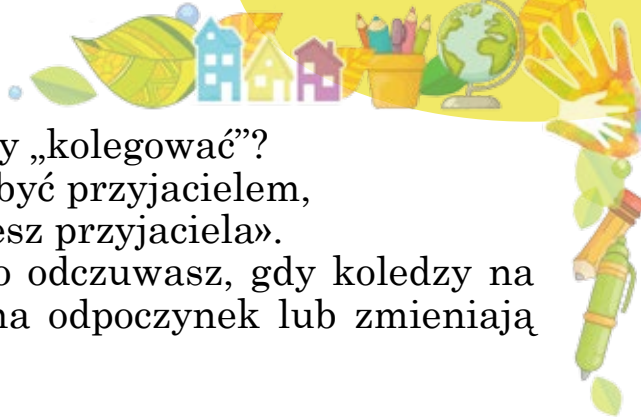 y „kolegować”?
być przyjacielem,
esz przyjaciela».
o odczuwasz, gdy koledzy na
na odpoczynek lub zmieniają